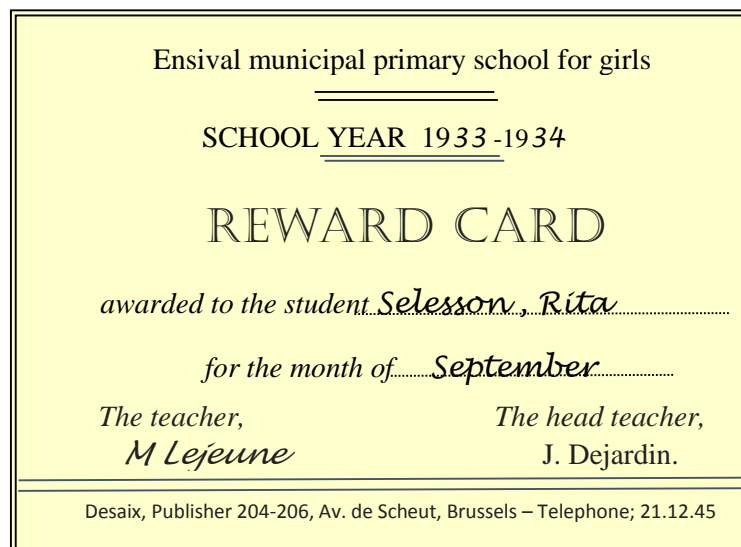 Ensival municipal primary school for girls
SCHOOL YEAR 1933-1934
REWARD CARD
awarded to the student Selesson, Rita
for the month of September
The teacher, The head teacher,
M Lejeune J. Dejardin.
Desaix, Publisher 204-206, Av. de Scheut, Brussels – Telephone; 21.12.45